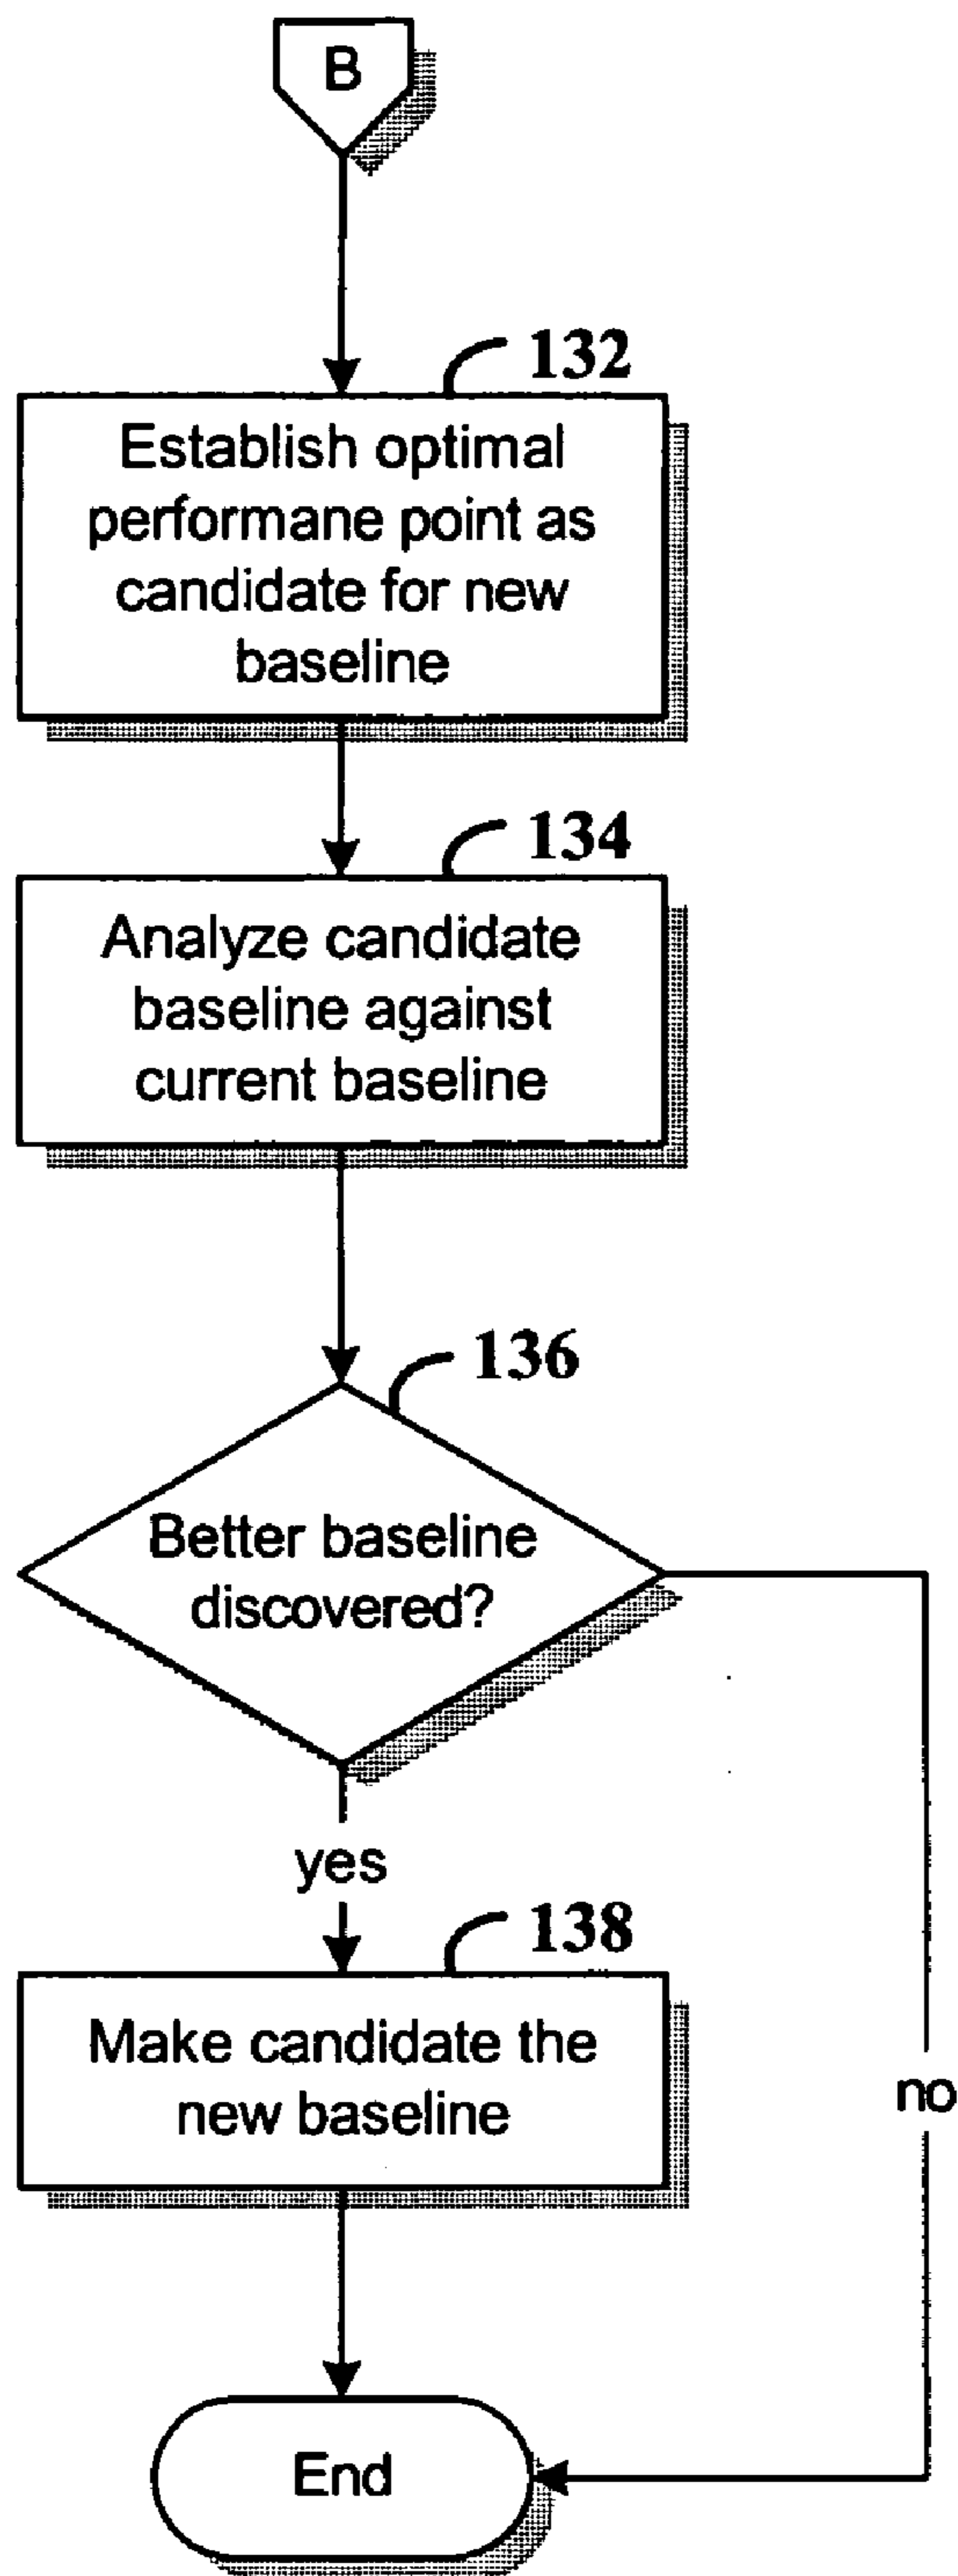 B
132
Establish optimal
performane point as
candidate for new
baseline
134
Analyze candidate
baseline against
current baseline
136
Better baseline
discovered?
yes
138
Make candidate the
new baseline
no
End